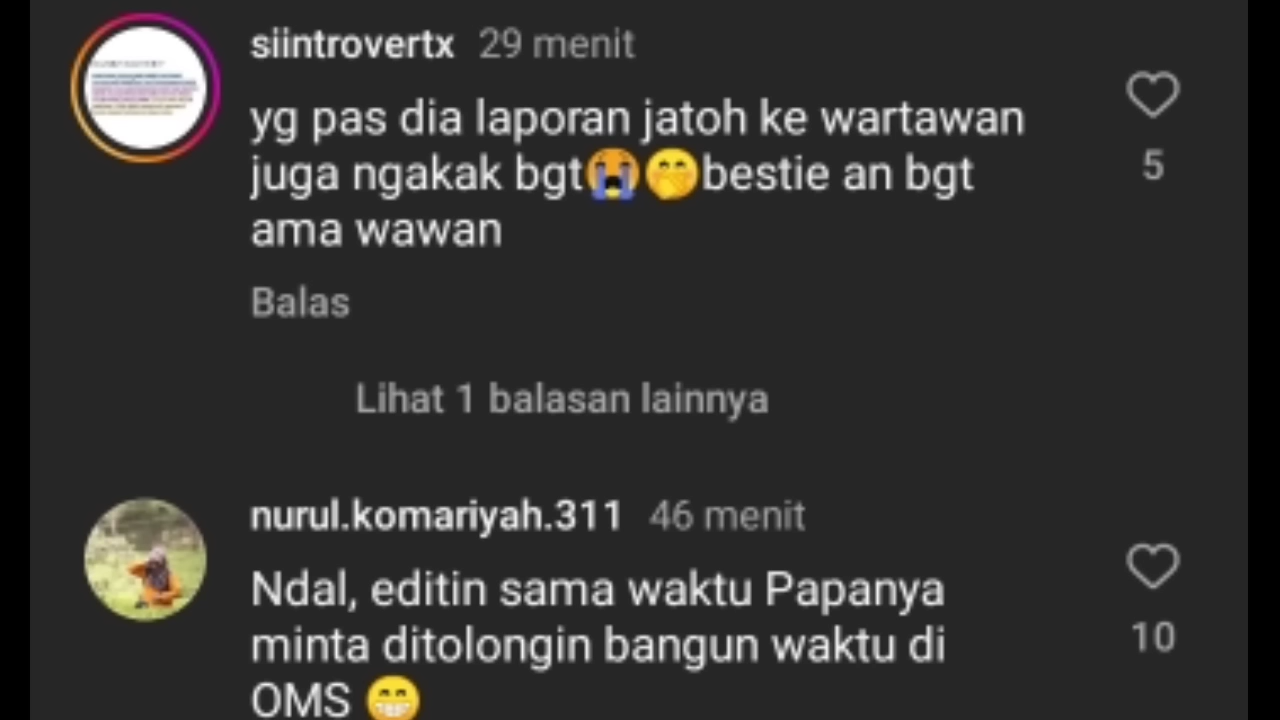 siintrovertx 29 menit
yg pas dia laporan jatoh ke wartawan
juga ngakak bgt😭🤭bestie an bgt
ama wawan
5
Balas
Lihat 1 balasan lainnya
nurul.komariyah.311 46 menit
Ndal, editin sama waktu Papanya
minta ditolongin bangun waktu di
OMS 😁
10